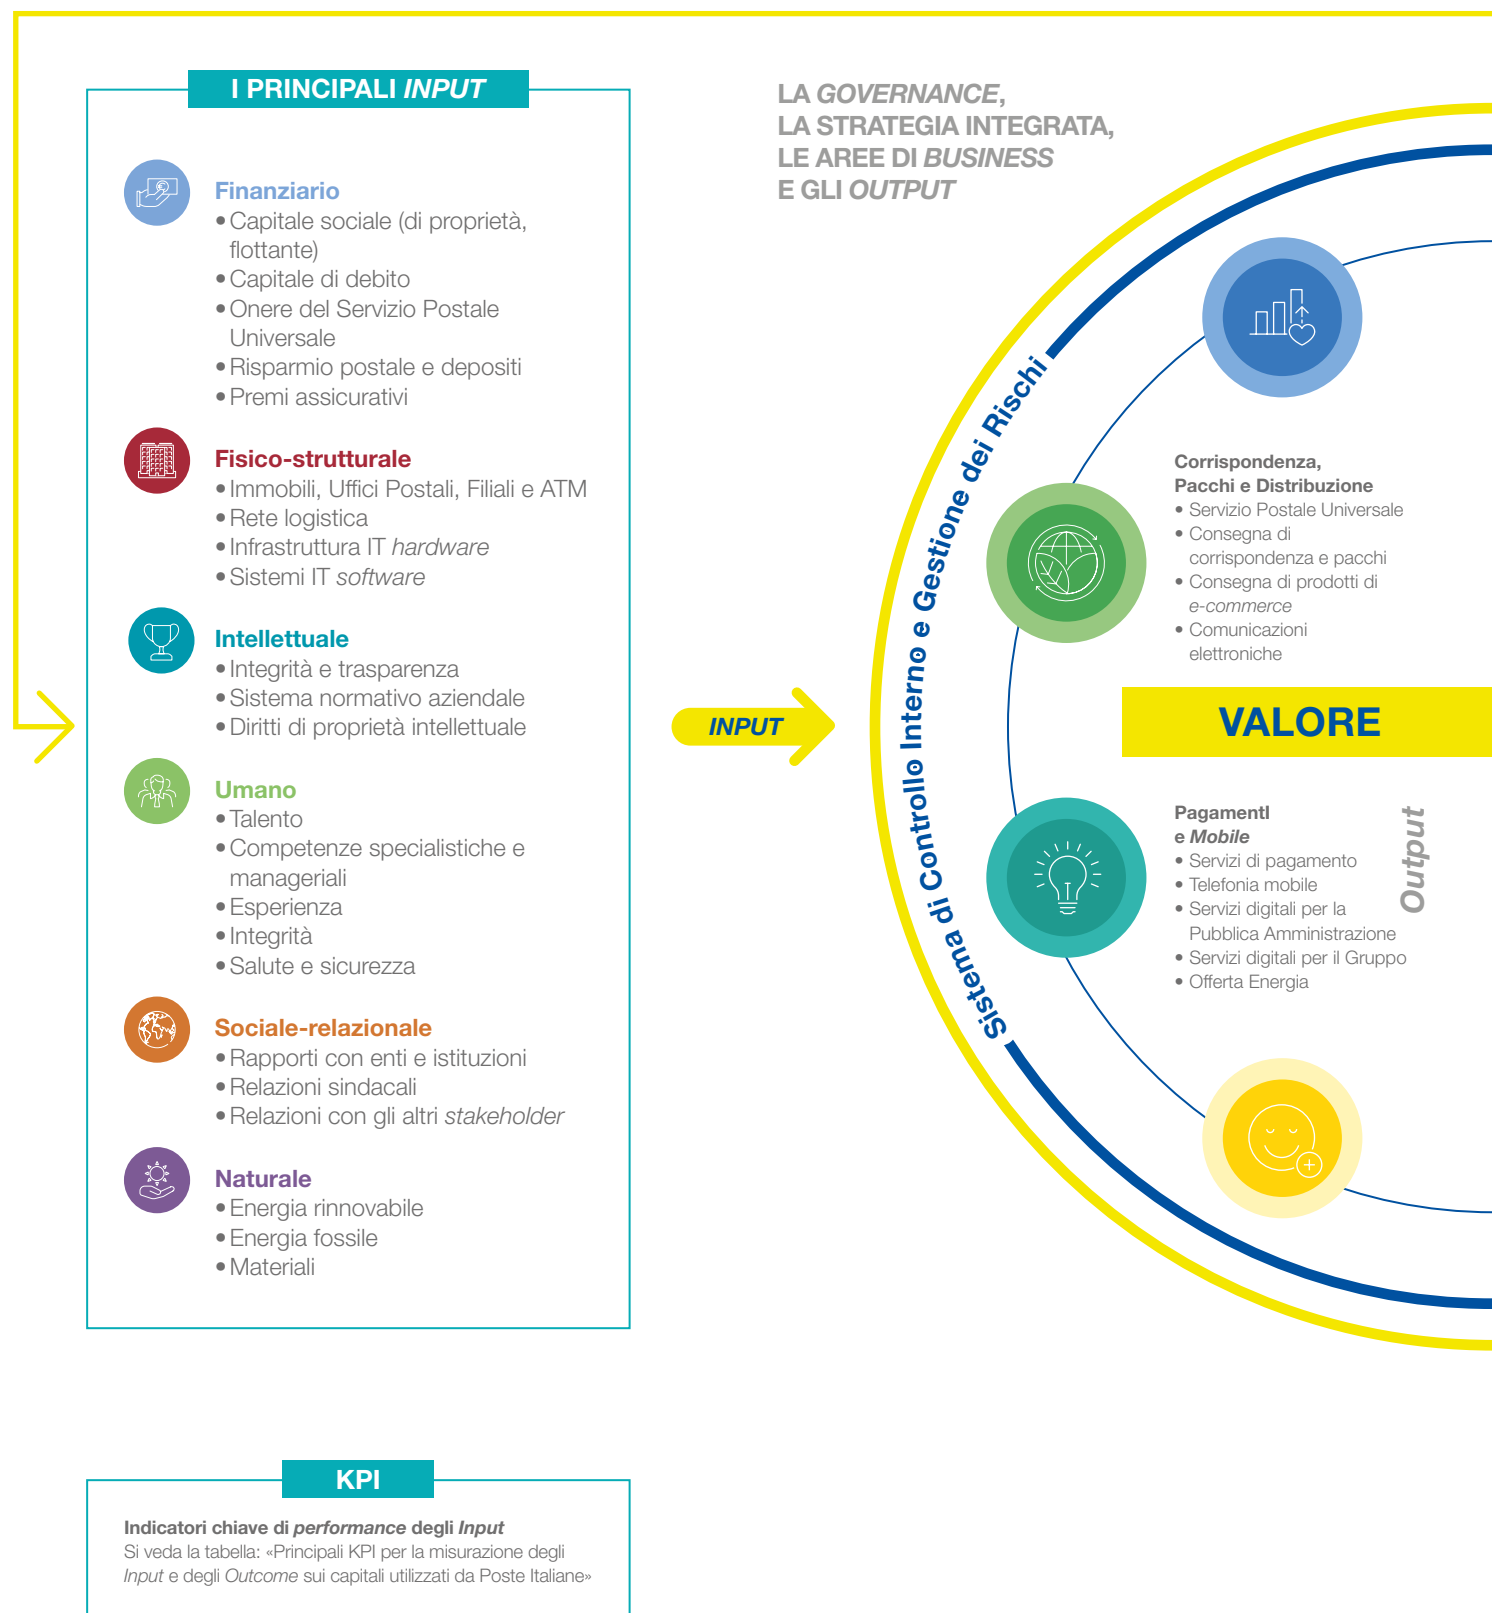 I PRINCIPALI INPUT
Finanziario
• Capitale sociale (di proprietà,
flottante)
• Capitale di debito
• Onere del Servizio Postale
Universale
• Risparmio postale e depositi
• Premi assicurativi
Fisico-strutturale
• Immobili, Uffici Postali, Filiali e ATM
• Rete logistica
• Infrastruttura IT hardware
• Sistemi IT software
Intellettuale
• Integrità e trasparenza
• Sistema normativo aziendale
• Diritti di proprietà intellettuale
Umano
• Talento
• Competenze specialistiche e
manageriali
• Esperienza
• Integrità
• Salute e sicurezza
Sociale-relazionale
• Rapporti con enti e istituzioni
• Relazioni sindacali
• Relazioni con gli altri stakeholder
Naturale
• Energia rinnovabile
• Energia fossile
• Materiali
INPUT
LA GOVERNANCE,
LA STRATEGIA INTEGRATA,
LE AREE DI BUSINESS
E GLI OUTPUT
Sistema di Controllo Interno e Gestione dei Rischi
Corrispondenza,
Pacchi e Distribuzione
• Servizio Postale Universale
• Consegna di
corrispondenza e pacchi
• Consegna di prodotti di
e-commerce
• Comunicazioni
elettroniche
VALORE
PagamentI
e Mobile
• Servizi di pagamento
• Telefonia mobile
• Servizi digitali per la
Pubblica Amministrazione
• Servizi digitali per il Gruppo
• Offerta Energia
Output
KPI
Indicatori chiave di performance degli Input
Si veda la tabella: «Principali KPI per la misurazione degli
Input e degli Outcome sui capitali utilizzati da Poste Italiane»